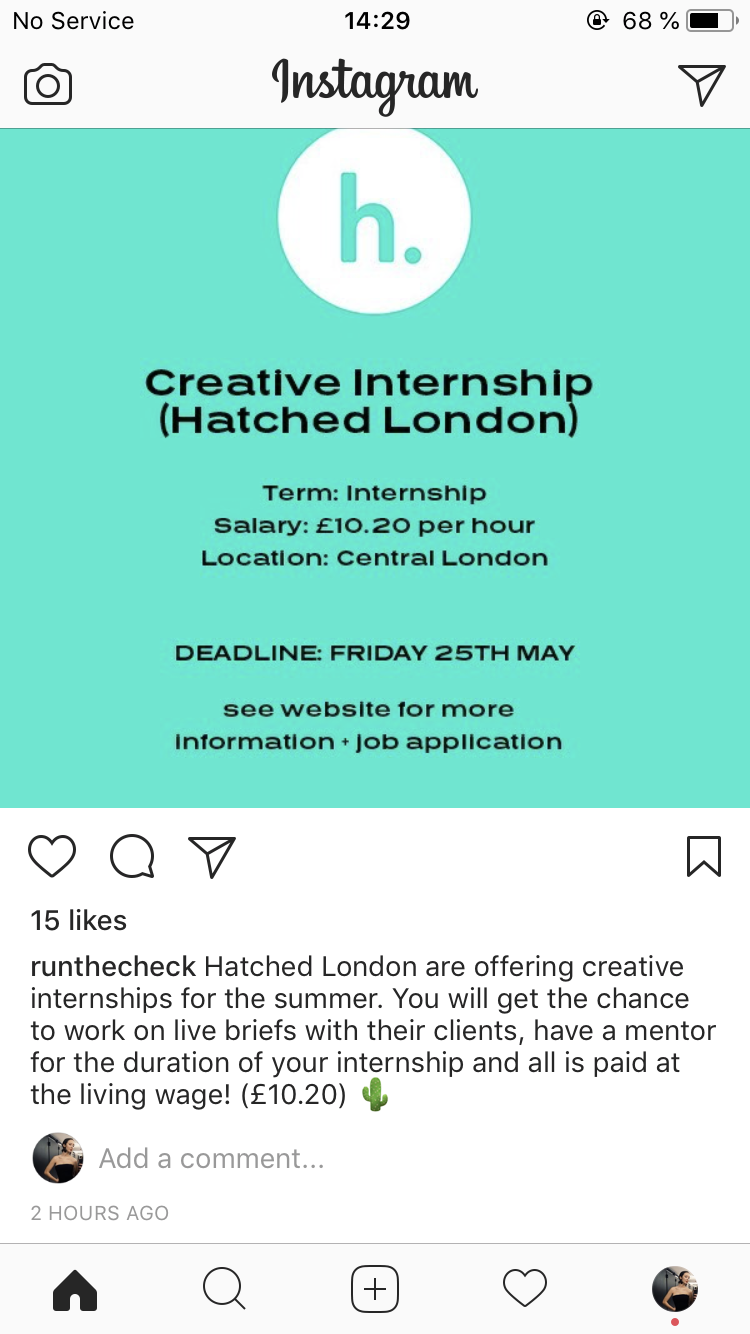 No Service 14:29 68 %
Instagram
h.
Creative Internship
(Hatched London)
Term: Internship
Salary: £10.20 per hour
Location: Central London
DEADLINE: FRIDAY 25TH MAY
see website for more
information + job application
15 likes
runthecheck Hatched London are offering creative
internships for the summer. You will get the chance
to work on live briefs with their clients, have a mentor
for the duration of your internship and all is paid at
the living wage! (£10.20) 🌵
Add a comment...
2 HOURS AGO